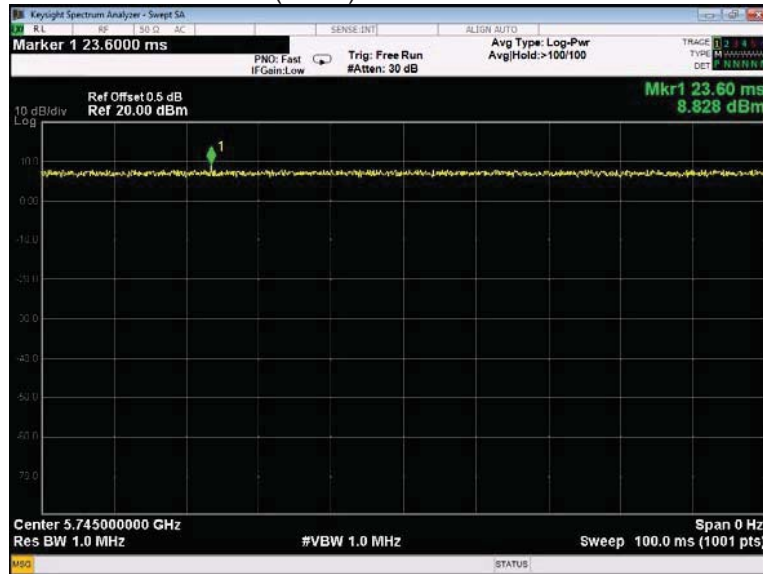 Keysight Spectrum Analyzer - Swept SA
RL RF 50 Ω AC SENSE:INT ALIGN AUTO
Marker 1 23.6000 ms
PNO: Fast
IFGain:Low
Trig: Free Run
#Atten: 30 dB
Avg Type: Log-Pwr
Avg|Hold:>100/100
TRACE 1 2 3 4 5
TYPE M
DET P N N N N N
Mkr1 23.60 ms
8.828 dBm
Ref Offset 0.5 dB
10 dB/div Ref 20.00 dBm
Log
1
10.0
0.00
-10.0
-20.0
-30.0
-40.0
-50.0
-60.0
-70.0
Center 5.745000000 GHz Span 0 Hz
Res BW 1.0 MHz #VBW 1.0 MHz Sweep 100.0 ms (1001 pts)
MSG STATUS